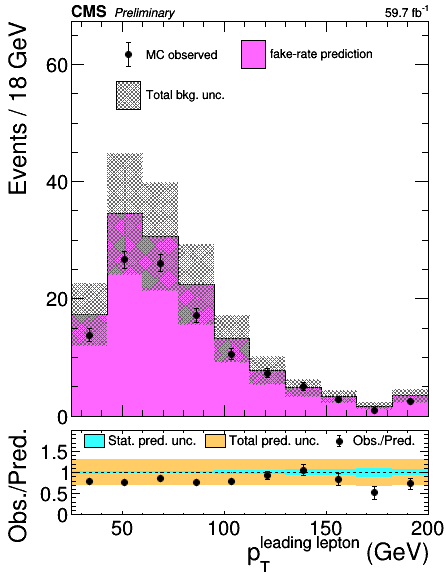 CMS Preliminary 59.7 fb⁻¹
Events / 18 GeV
60
40
20
0
MC observed
fake-rate prediction
Total bkg. unc.
Obs./Pred.
1.5
1
0.5
0
Stat. pred. unc. Total pred. unc. Obs./Pred.
50 100 150 200
p_T^leading lepton (GeV)